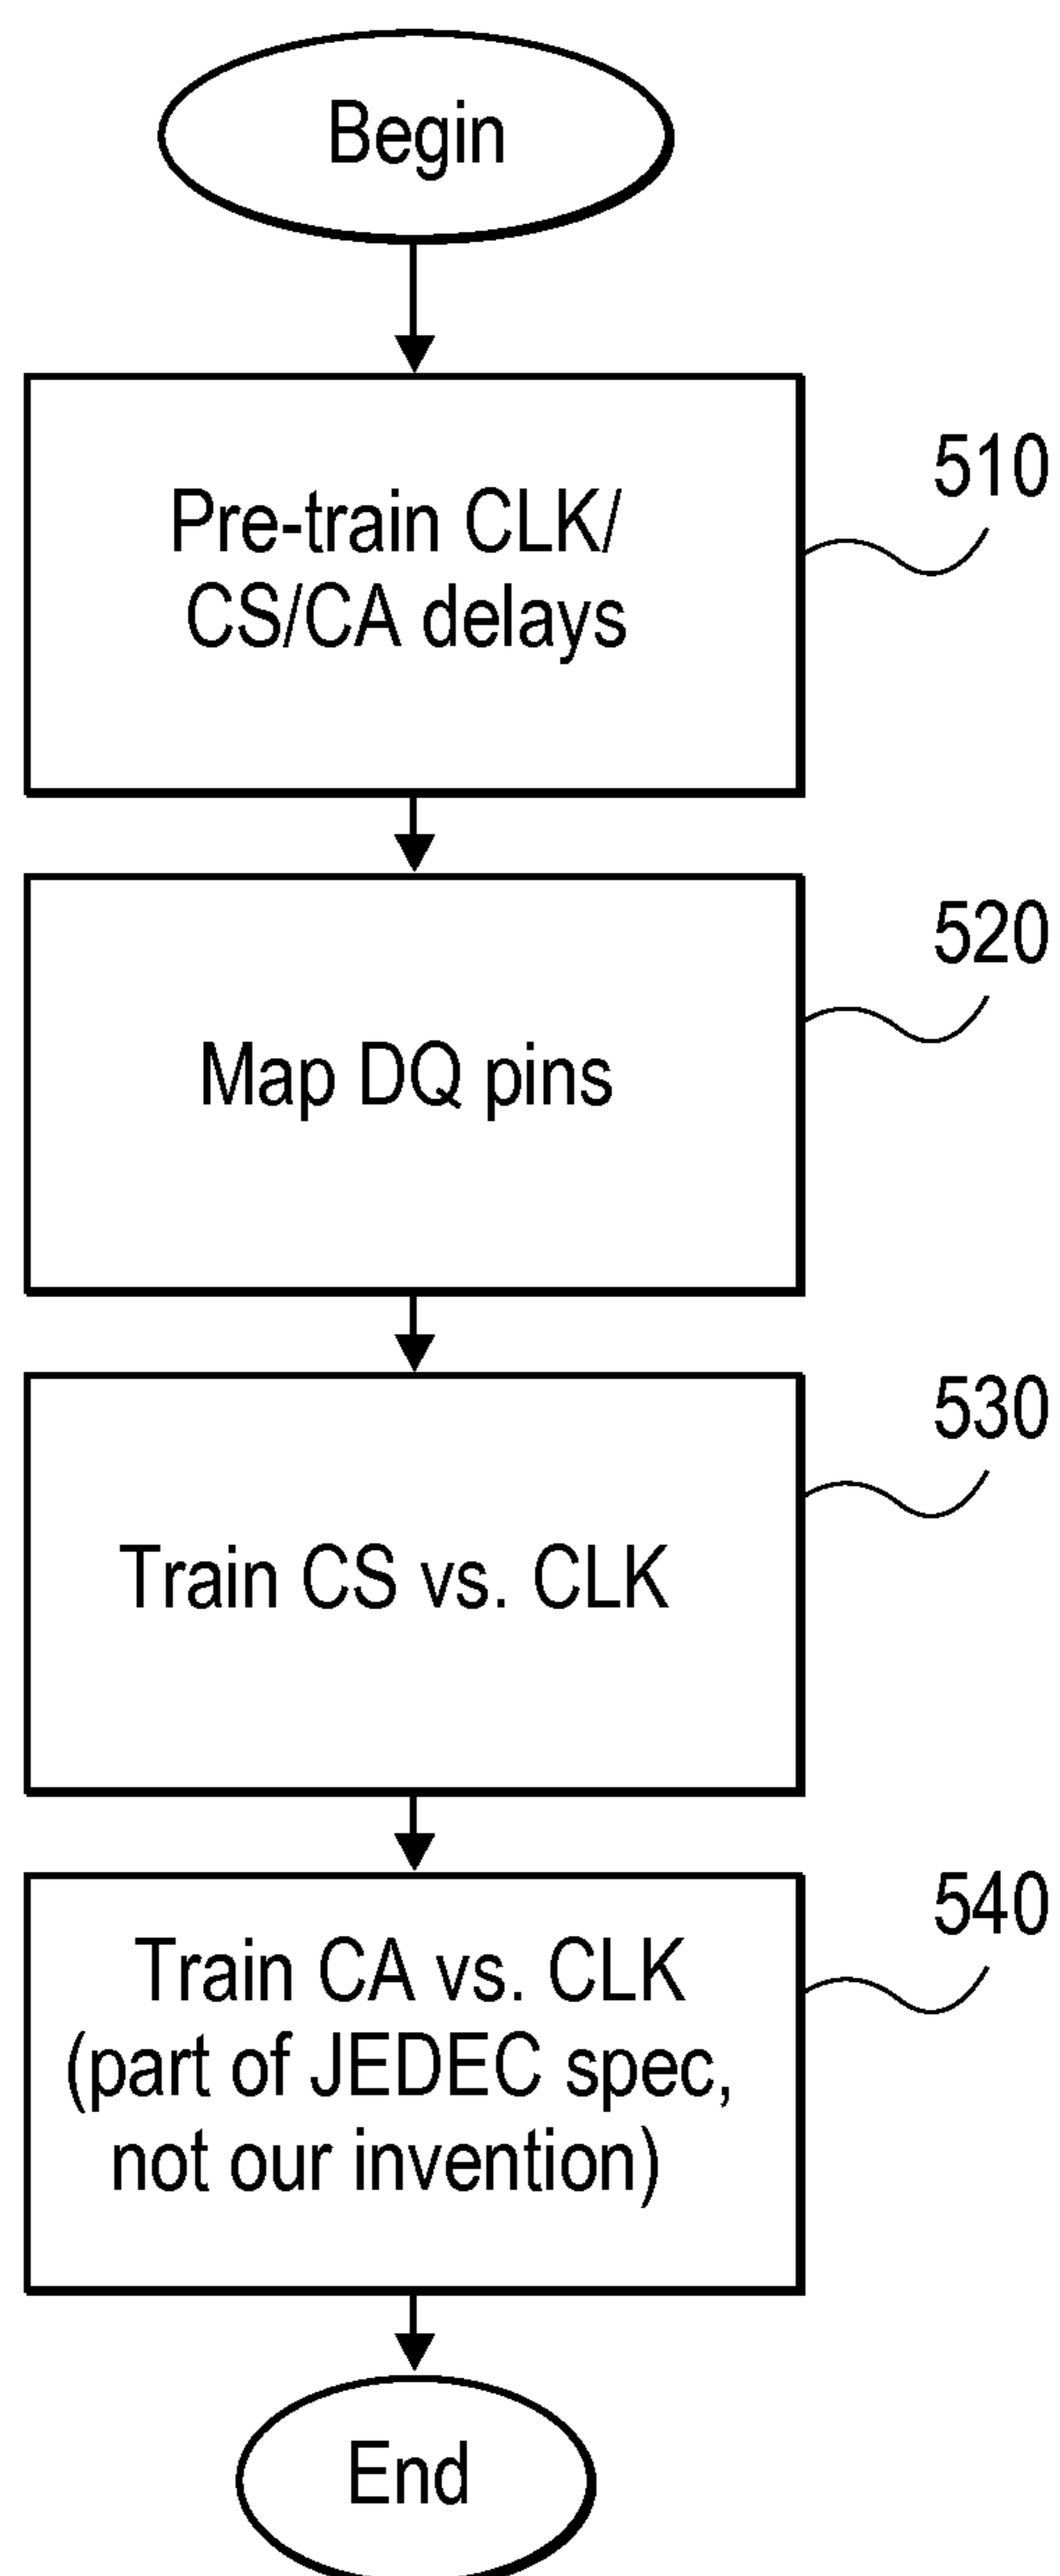 Begin
510
Pre-train CLK/
CS/CA delays
520
Map DQ pins
530
Train CS vs. CLK
540
Train CA vs. CLK
(part of JEDEC spec,
not our invention)
End